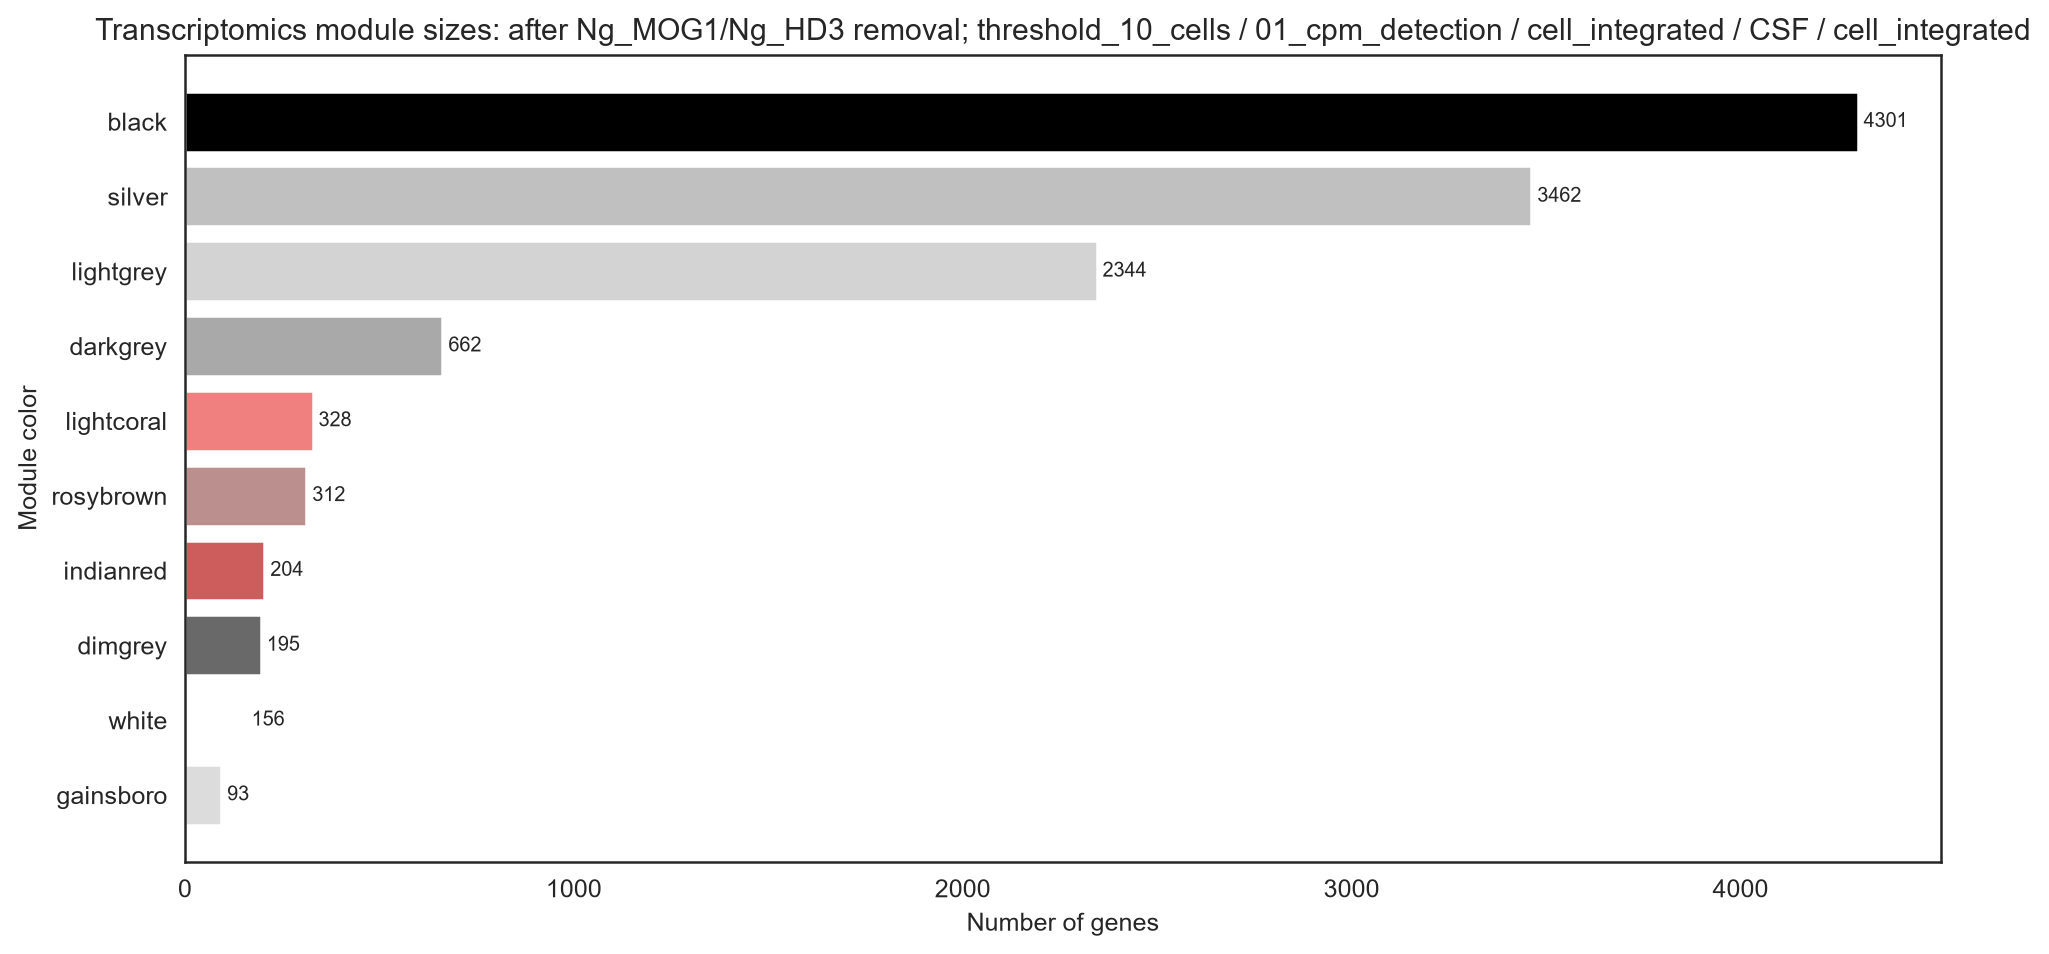 Transcriptomics module sizes: after Ng_MOG1/Ng_HD3 removal; threshold_10_cells / 01_cpm_detection / cell_integrated / CSF / cell_integrated
Module color
black 4301
silver 3462
lightgrey 2344
darkgrey 662
lightcoral 328
rosybrown 312
indianred 204
dimgrey 195
white 156
gainsboro 93
0 1000 2000 3000 4000
Number of genes